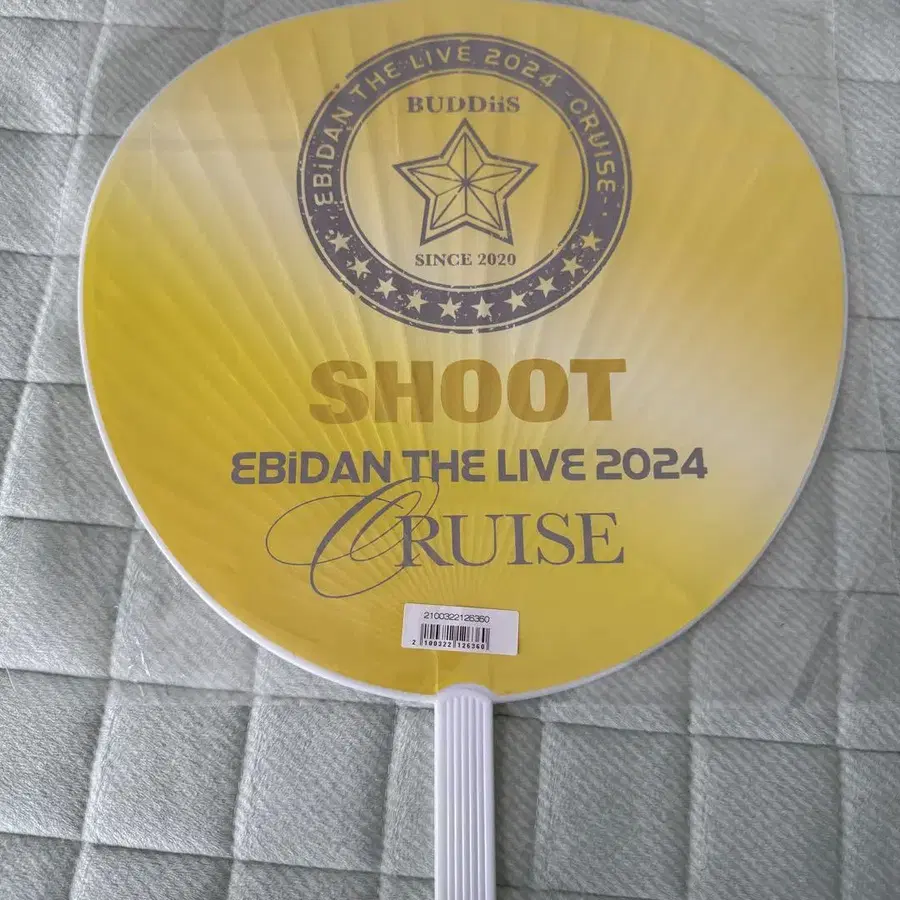 EBiDAN THE LIVE 2024 -CRUISE-
BUDDiiS
SINCE 2020
SHOOT
EBiDAN THE LIVE 2024
CRUISE
2100322126360
2 100322 126360